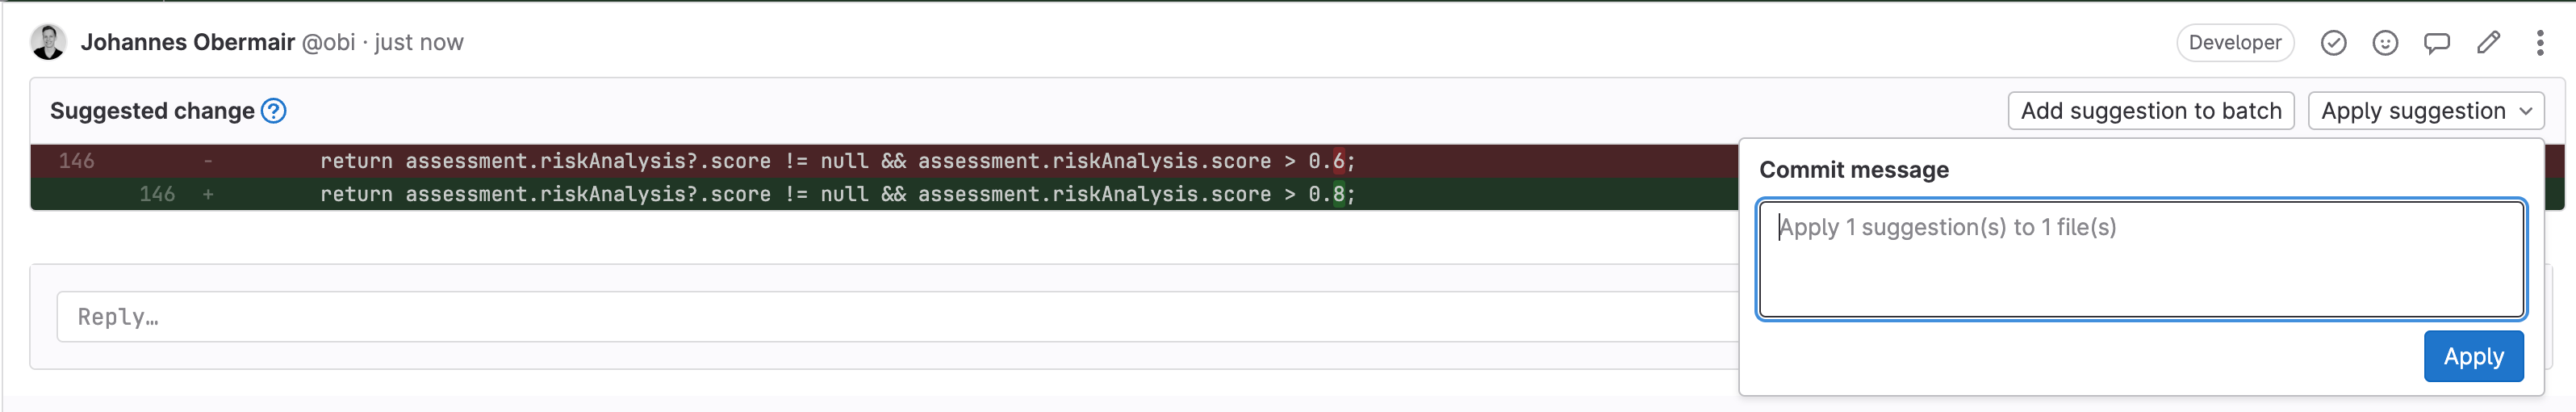 Johannes Obermair @obi · just now
Developer
Suggested change
Add suggestion to batch
Apply suggestion
146 - return assessment.riskAnalysis?.score != null && assessment.riskAnalysis.score > 0.6;
146 + return assessment.riskAnalysis?.score != null && assessment.riskAnalysis.score > 0.8;
Commit message
Apply 1 suggestion(s) to 1 file(s)
Reply…
Apply